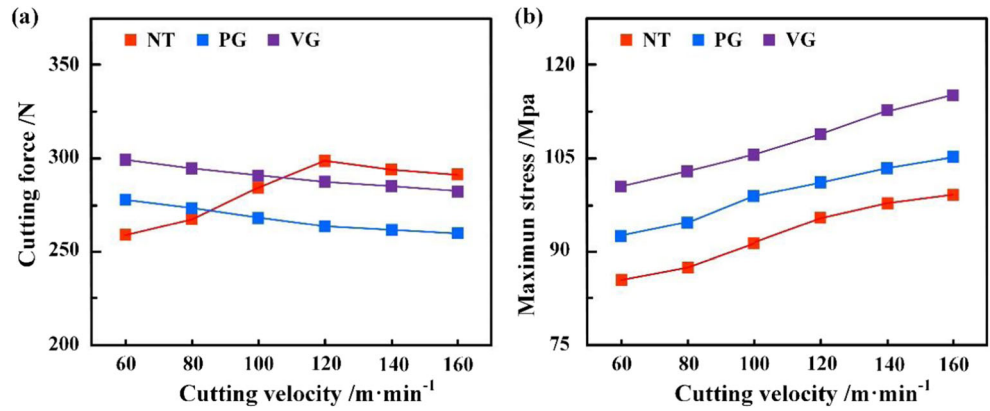 (a)
NT PG VG
350
300
250
200
Cutting force /N
60 80 100 120 140 160
Cutting velocity /m·min⁻¹
(b)
NT PG VG
120
105
90
75
Maximun stress /Mpa
60 80 100 120 140 160
Cutting velocity /m·min⁻¹